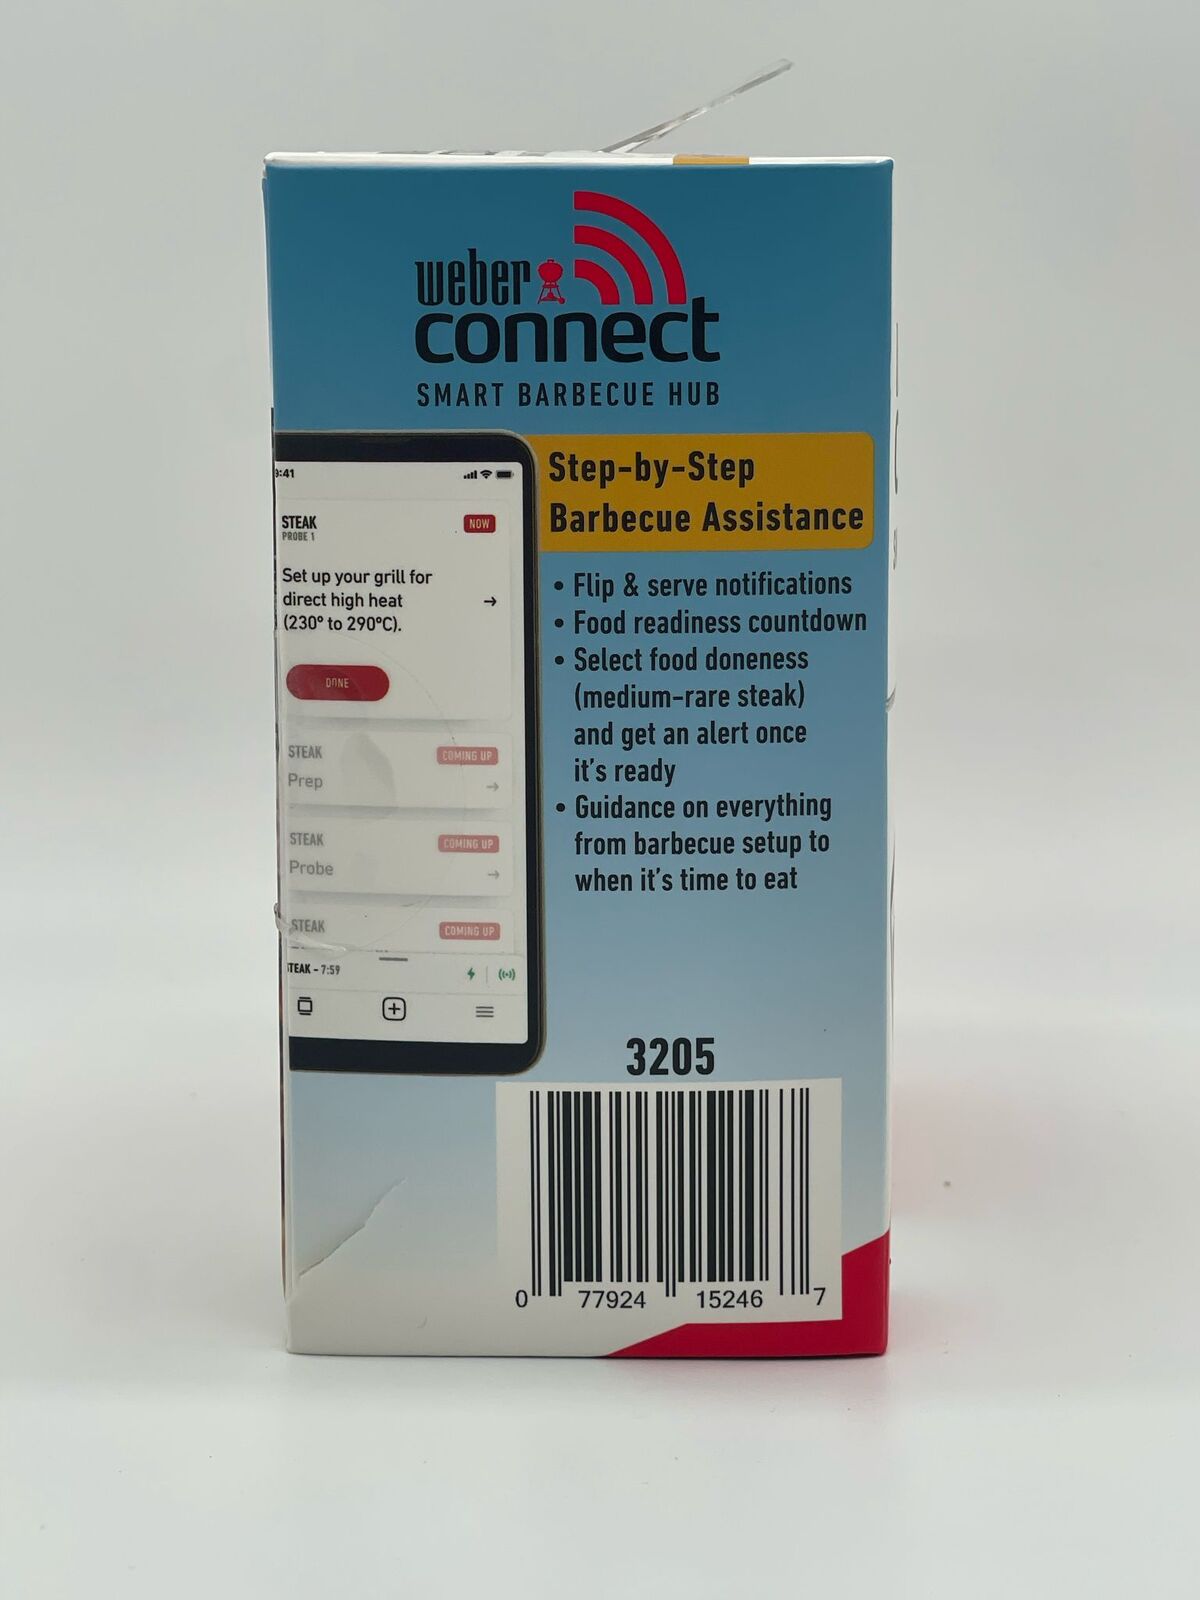 weber
connect
SMART BARBECUE HUB
9:41
STEAK
NOW
PROBE 1
Set up your grill for
direct high heat
(230° to 290°C).
DONE
STEAK
COMING UP
Prep
STEAK
COMING UP
Probe
STEAK
COMING UP
STEAK - 7:59
Step-by-Step
Barbecue Assistance
• Flip & serve notifications
• Food readiness countdown
• Select food doneness
(medium-rare steak)
and get an alert once
it's ready
• Guidance on everything
from barbecue setup to
when it's time to eat
3205
0 77924 15246 7